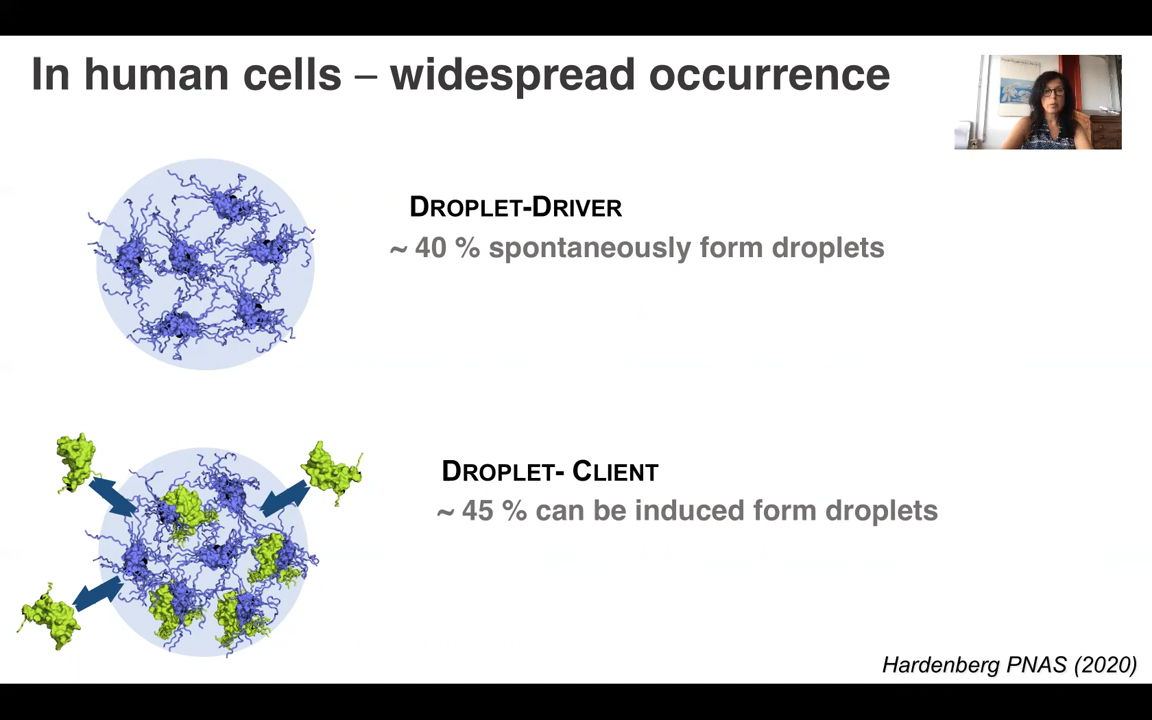 In human cells – widespread occurrence
DROPLET-DRIVER
~ 40 % spontaneously form droplets
DROPLET- CLIENT
~ 45 % can be induced form droplets
Hardenberg PNAS (2020)